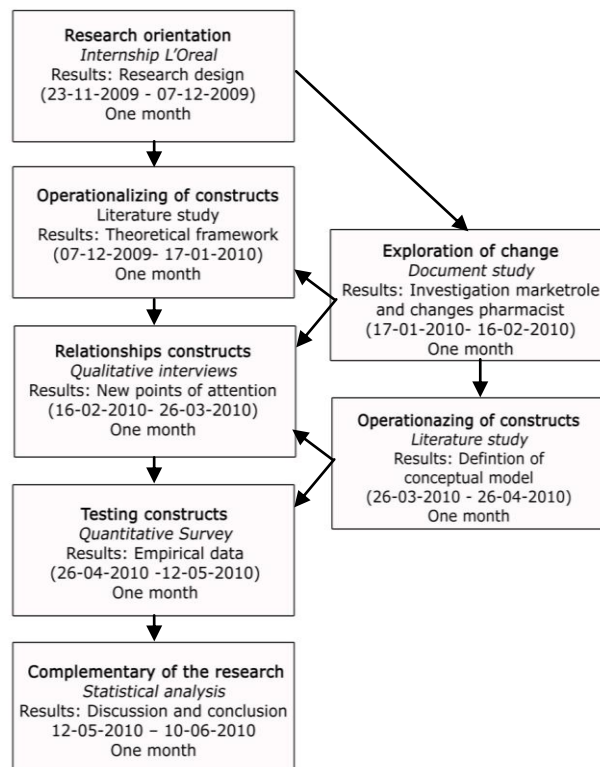 Research orientation
Internship L'Oreal
Results: Research design
(23-11-2009 - 07-12-2009)
One month
Operationalizing of constructs
Literature study
Results: Theoretical framework
(07-12-2009- 17-01-2010)
One month
Exploration of change
Document study
Results: Investigation marketrole
and changes pharmacist
(17-01-2010- 16-02-2010)
One month
Relationships constructs
Qualitative interviews
Results: New points of attention
(16-02-2010- 26-03-2010)
One month
Operationazing of constructs
Literature study
Results: Defintion of
conceptual model
(26-03-2010 - 26-04-2010)
One month
Testing constructs
Quantitative Survey
Results: Empirical data
(26-04-2010 -12-05-2010)
One month
Complementary of the research
Statistical analysis
Results: Discussion and conclusion
12-05-2010 – 10-06-2010
One month